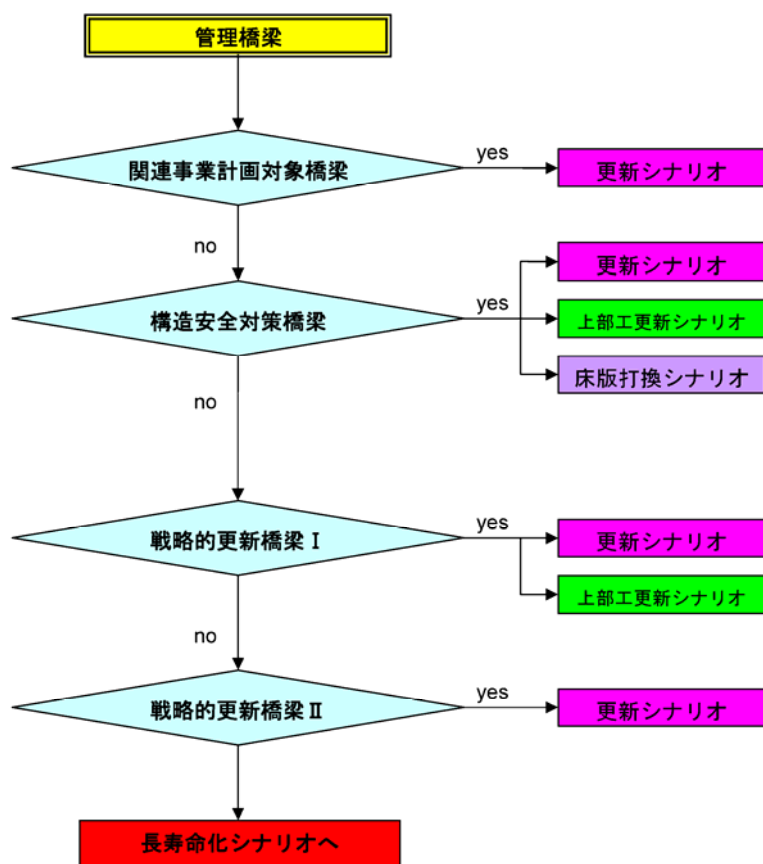 管理橋梁
関連事業計画対象橋梁
yes
更新シナリオ
no
更新シナリオ
構造安全対策橋梁
yes
上部工更新シナリオ
床版打換シナリオ
no
戦略的更新橋梁Ⅰ
yes
更新シナリオ
上部工更新シナリオ
no
戦略的更新橋梁Ⅱ
yes
更新シナリオ
長寿命化シナリオへ